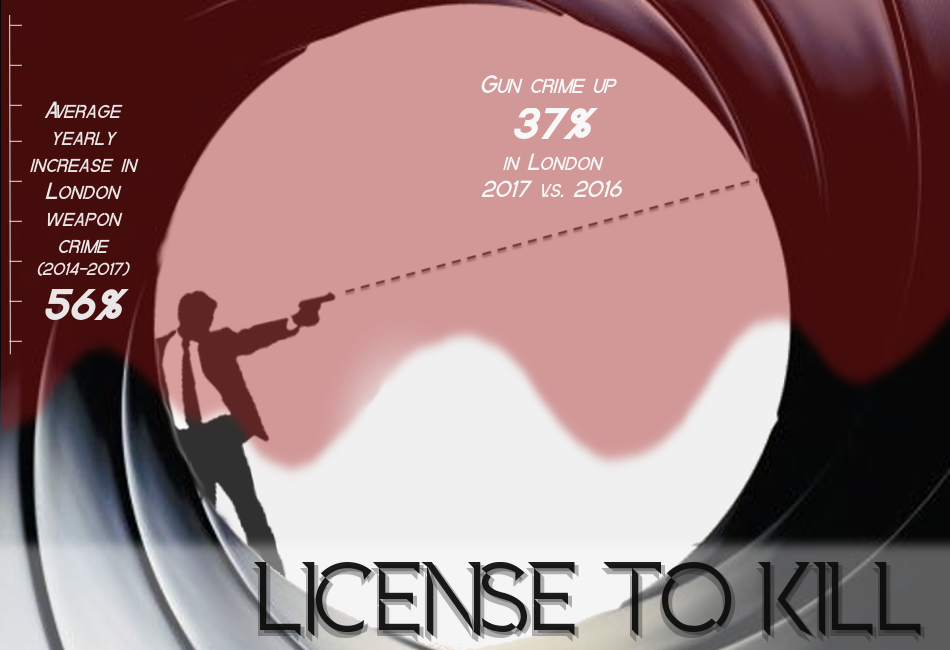 Average
yearly
increase in
London
weapon
crime
(2014-2017)
56%
Gun crime up
37%
in London
2017 vs. 2016
LICENSE TO KILL